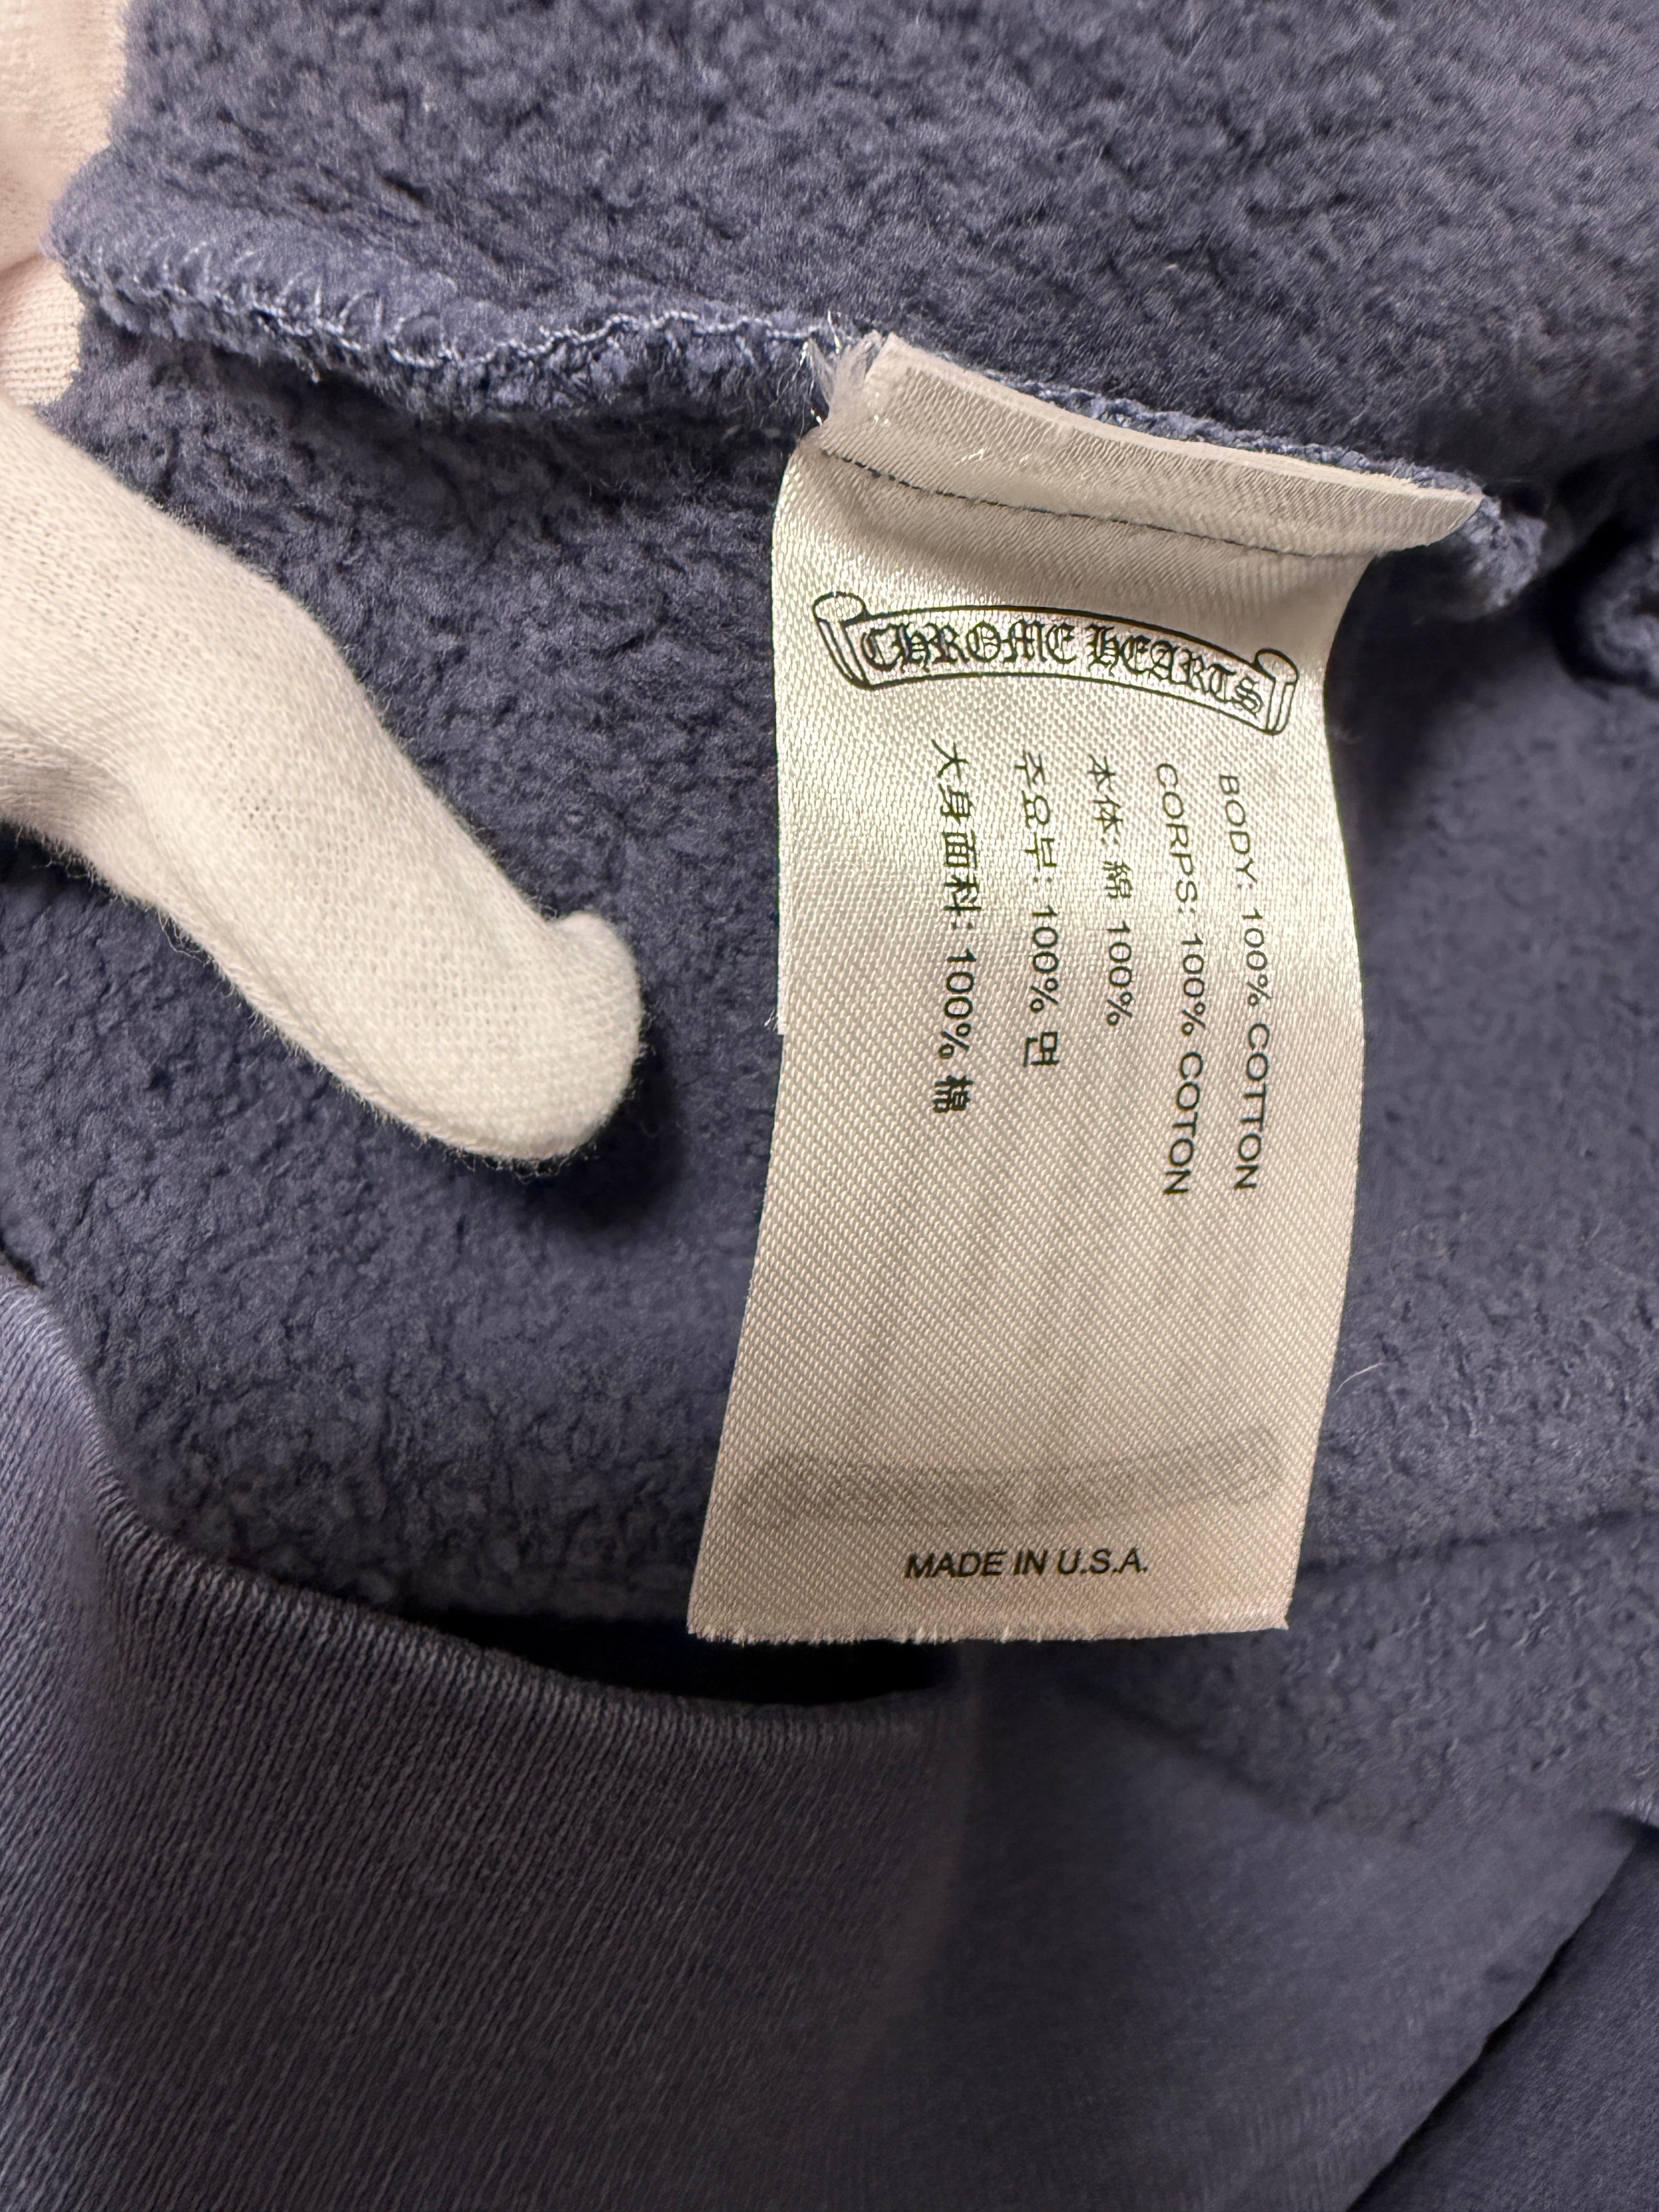 CHROME HEARTS
BODY: 100% COTTON
CORPS: 100% COTON
本体: 綿 100%
주요부: 100% 면
大身面料: 100% 棉
MADE IN U.S.A.